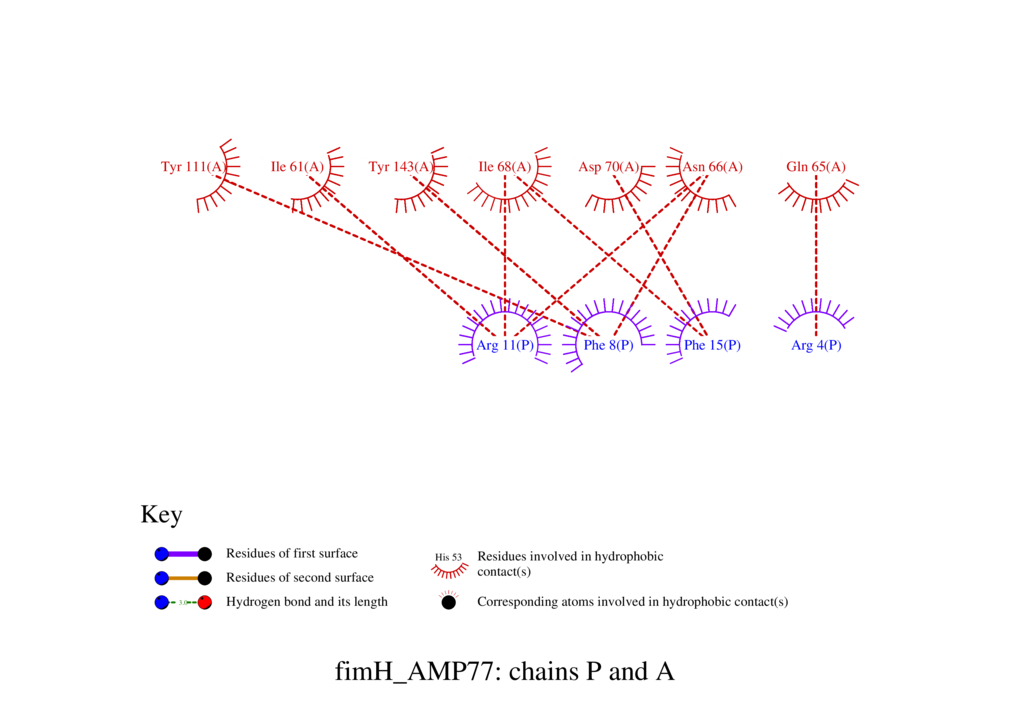 Tyr 111(A) Ile 61(A) Tyr 143(A) Ile 68(A) Asp 70(A) Asn 66(A) Gln 65(A)
Arg 11(P) Phe 8(P) Phe 15(P) Arg 4(P)
Key
Residues of first surface
Residues of second surface
3.0 Hydrogen bond and its length
His 53 Residues involved in hydrophobic
contact(s)
Corresponding atoms involved in hydrophobic contact(s)
fimH_AMP77: chains P and A